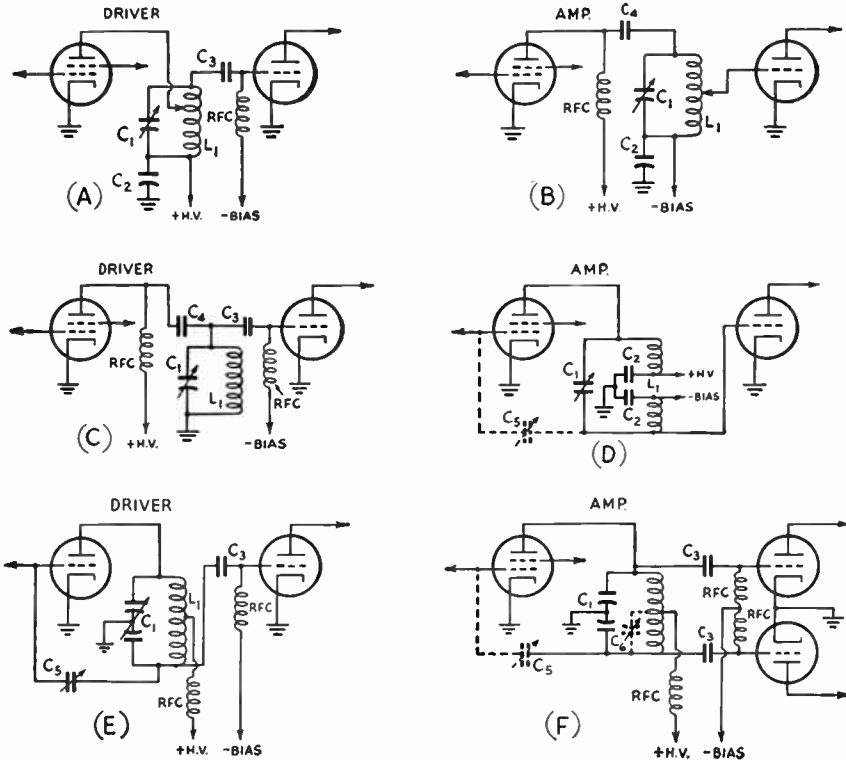 DRIVER
C3
C1
L1
RFC
C2
(A)
+H.V. -BIAS
AMP.
C4
RFC
C1
L1
C2
(B)
+H.V. -BIAS
DRIVER
C4 C3
RFC
C1
L1
RFC
(C)
+H.V. -BIAS
AMP.
C1
C2
+H.V
L1
-BIAS
C2
C5
(D)
DRIVER
C3
L1
C1
RFC
C5
RFC
(E)
+H.V. -BIAS
AMP.
C3
RFC
C1
RFC
C6
C3
C5
RFC
(F)
+H.V. -BIAS